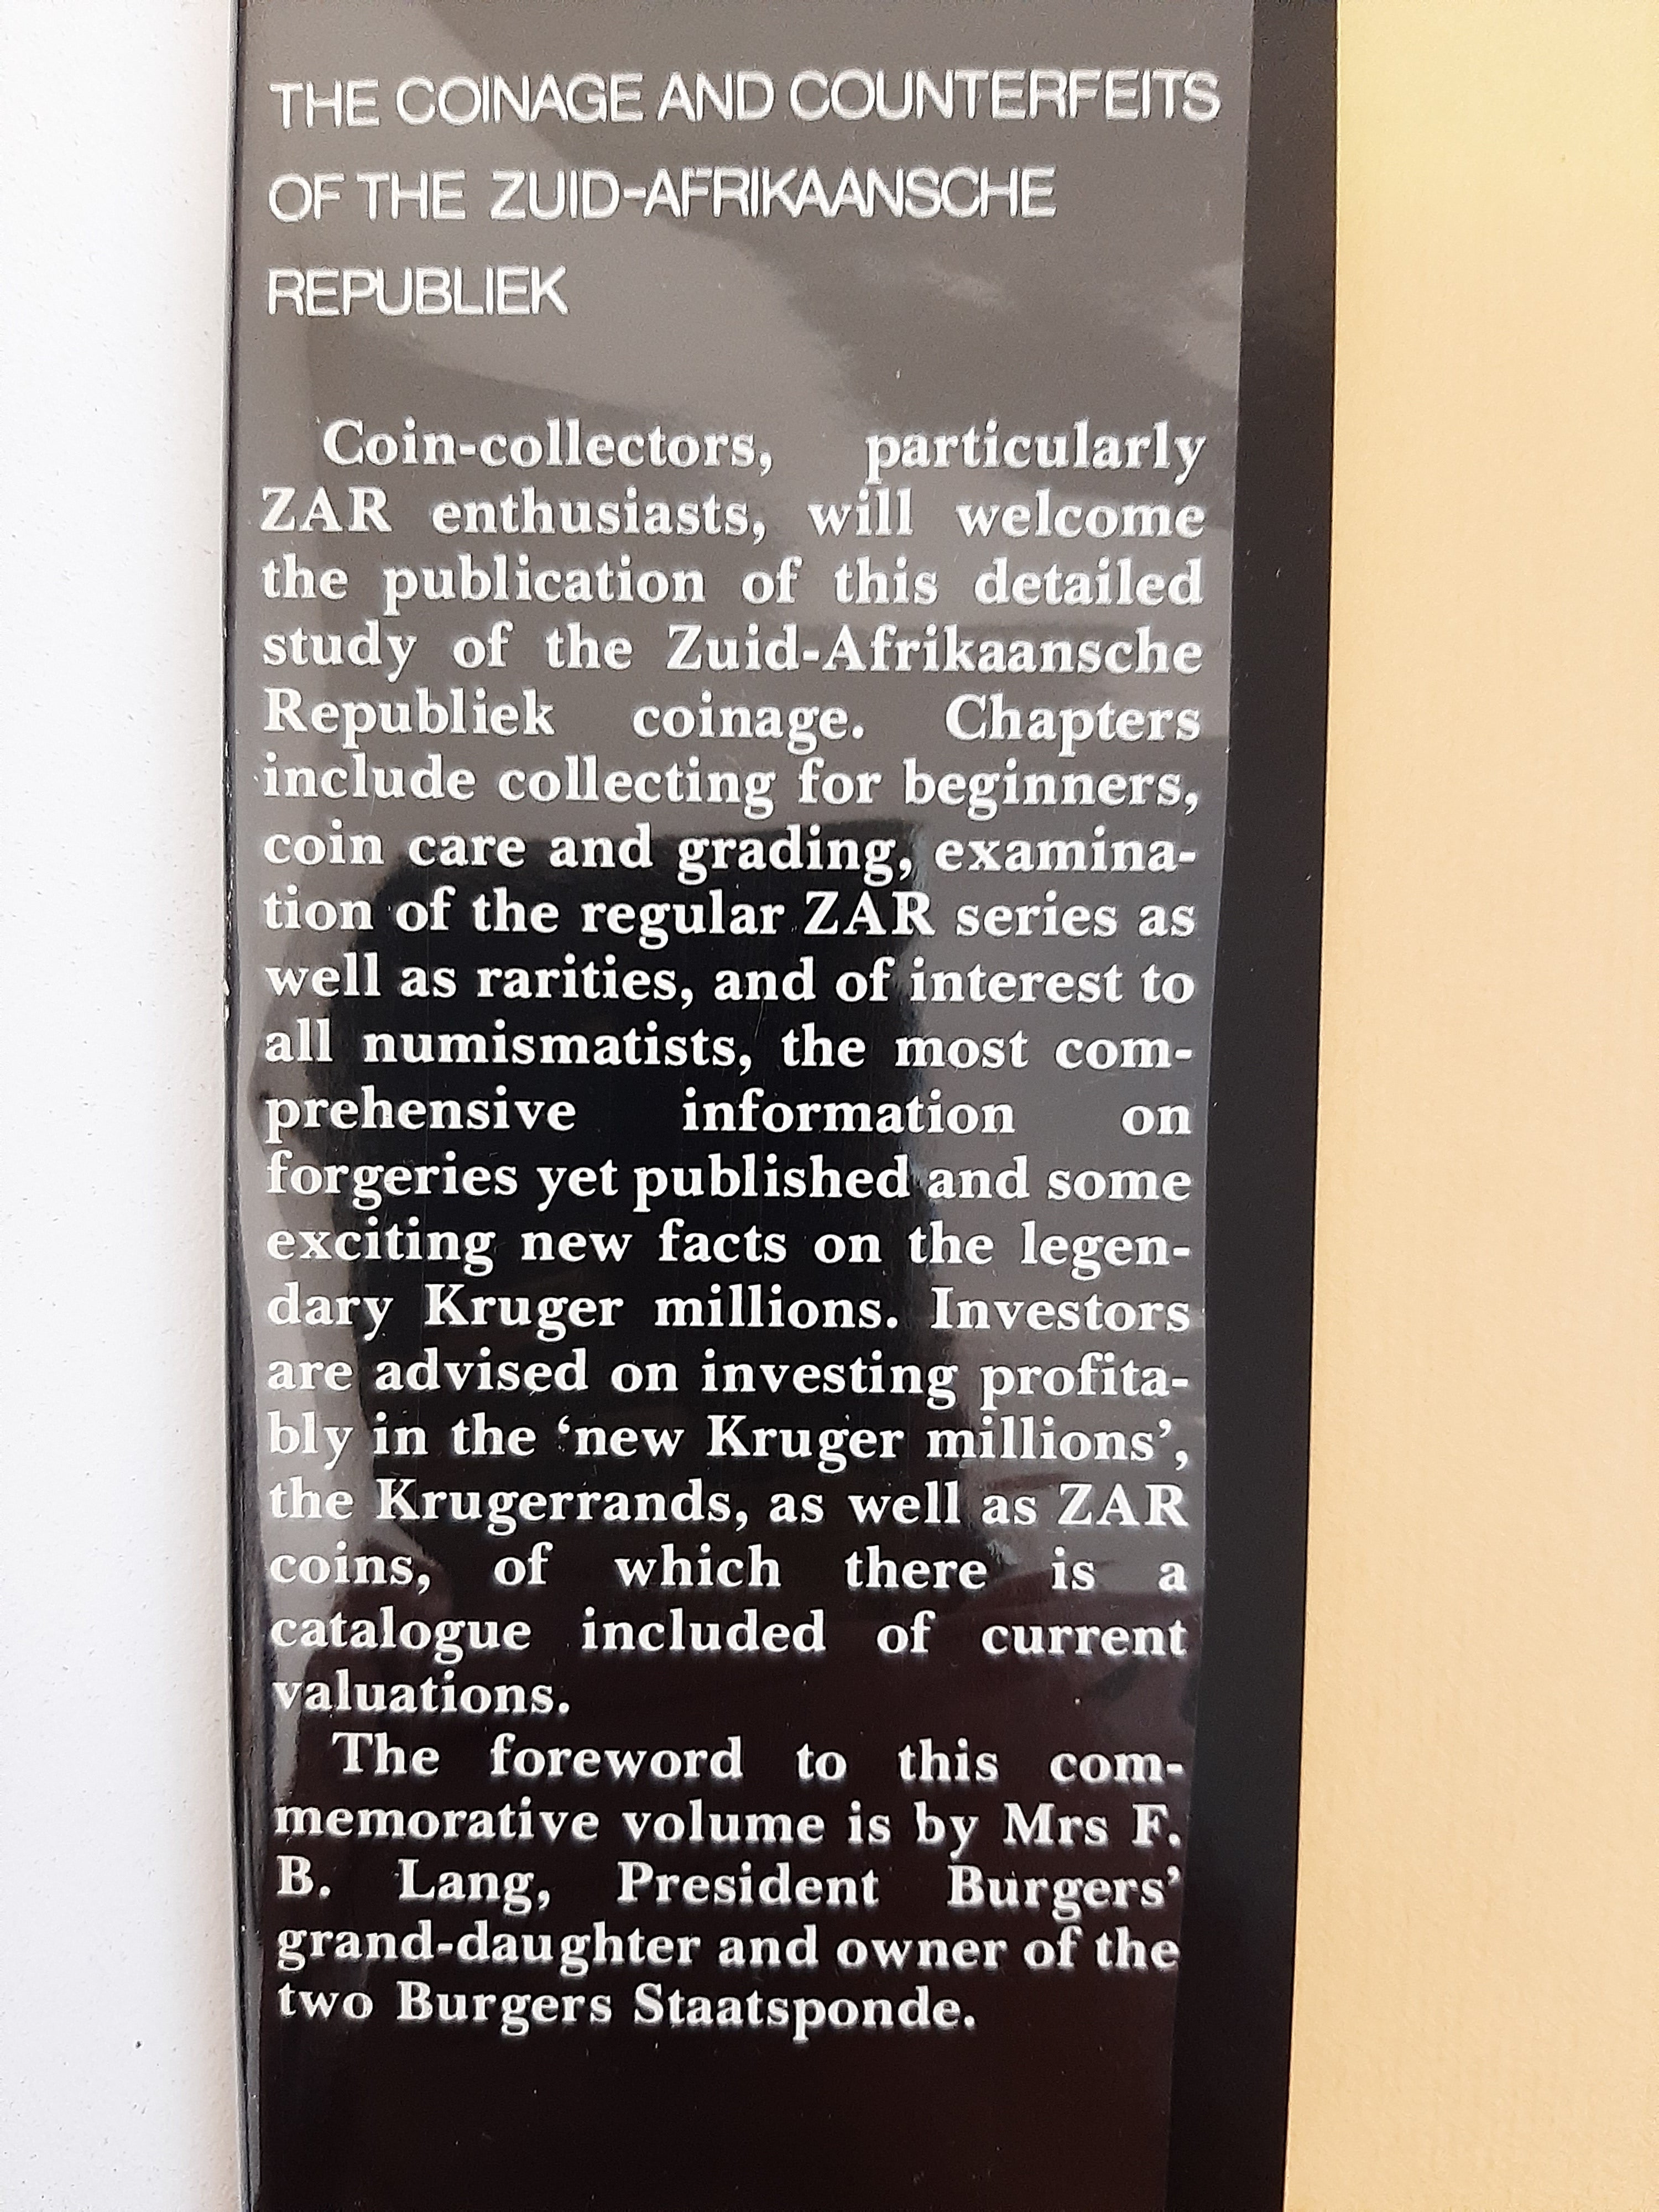 THE COINAGE AND COUNTERFEITS
OF THE ZUID-AFRIKAANSCHE
REPUBLIEK
Coin-collectors, particularly
ZAR enthusiasts, will welcome
the publication of this detailed
study of the Zuid-Afrikaansche
Republiek coinage. Chapters
include collecting for beginners,
coin care and grading, examina-
tion of the regular ZAR series as
well as rarities, and of interest to
all numismatists, the most com-
prehensive information on
forgeries yet published and some
exciting new facts on the legen-
dary Kruger millions. Investors
are advised on investing profita-
bly in the ‘new Kruger millions’,
the Krugerrands, as well as ZAR
coins, of which there is a
catalogue included of current
valuations.
The foreword to this com-
memorative volume is by Mrs F.
B. Lang, President Burgers’
grand-daughter and owner of the
two Burgers Staatsponde.